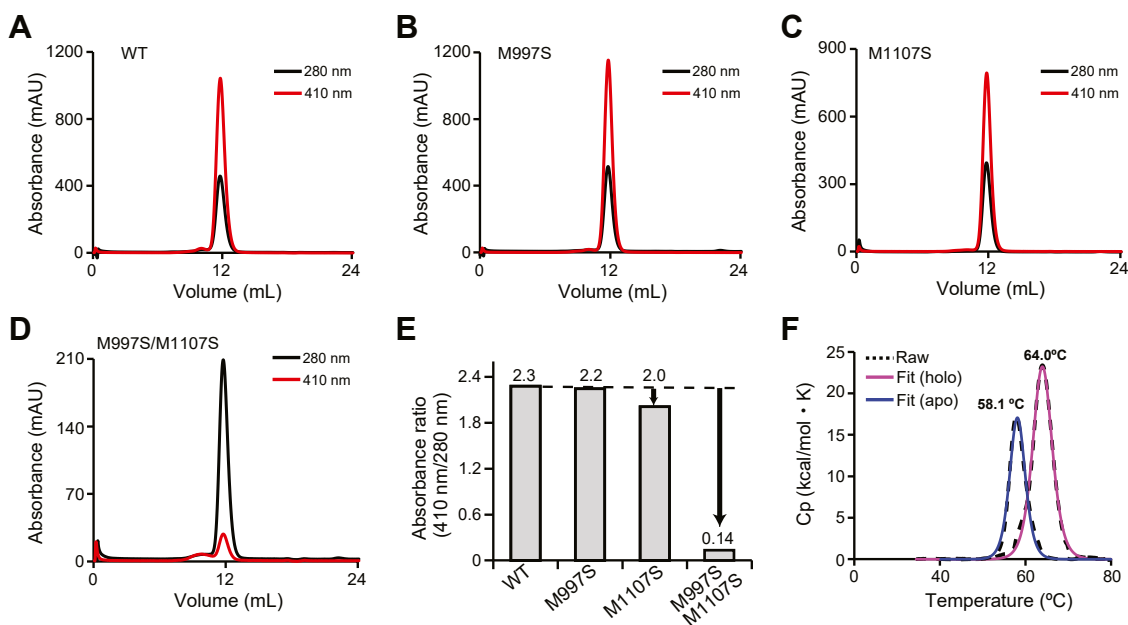 A
WT
1200
800
400
0
Absorbance (mAU)
280 nm
410 nm
0
12
24
Volume (mL)
B
M997S
1200
800
400
0
Absorbance (mAU)
280 nm
410 nm
0
12
24
Volume (mL)
C
M1107S
900
600
300
0
Absorbance (mAU)
280 nm
410 nm
0
12
24
Volume (mL)
D
M997S/M1107S
210
140
70
0
Absorbance (mAU)
280 nm
410 nm
0
12
24
Volume (mL)
E
Absorbance ratio
(410 nm/280 nm)
2.4
1.8
1.2
0.6
0
2.3
2.2
2.0
0.14
WT
M997S
M1107S
M997S
M1107S
F
Cp (kcal/mol · K)
25
20
15
10
5
0
Raw
Fit (holo)
Fit (apo)
64.0ºC
58.1 ºC
0
40
60
80
Temperature (ºC)